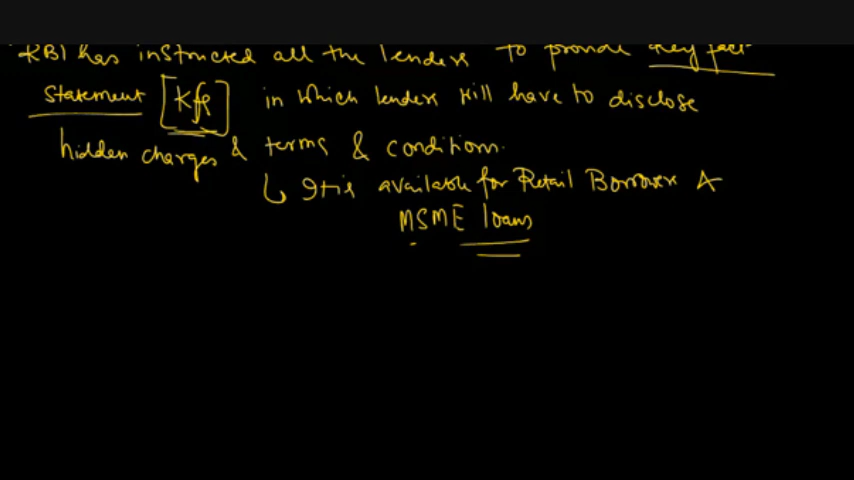 RBI has instructed all the lenders to provide Key fact
Statement [Kfs] in which lenders will have to disclose
hidden charges & terms & conditions.
↳ It is available for Retail Borrower &
MSME loans